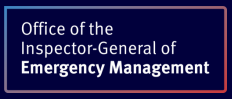 Office of the
Inspector-General of
Emergency Management